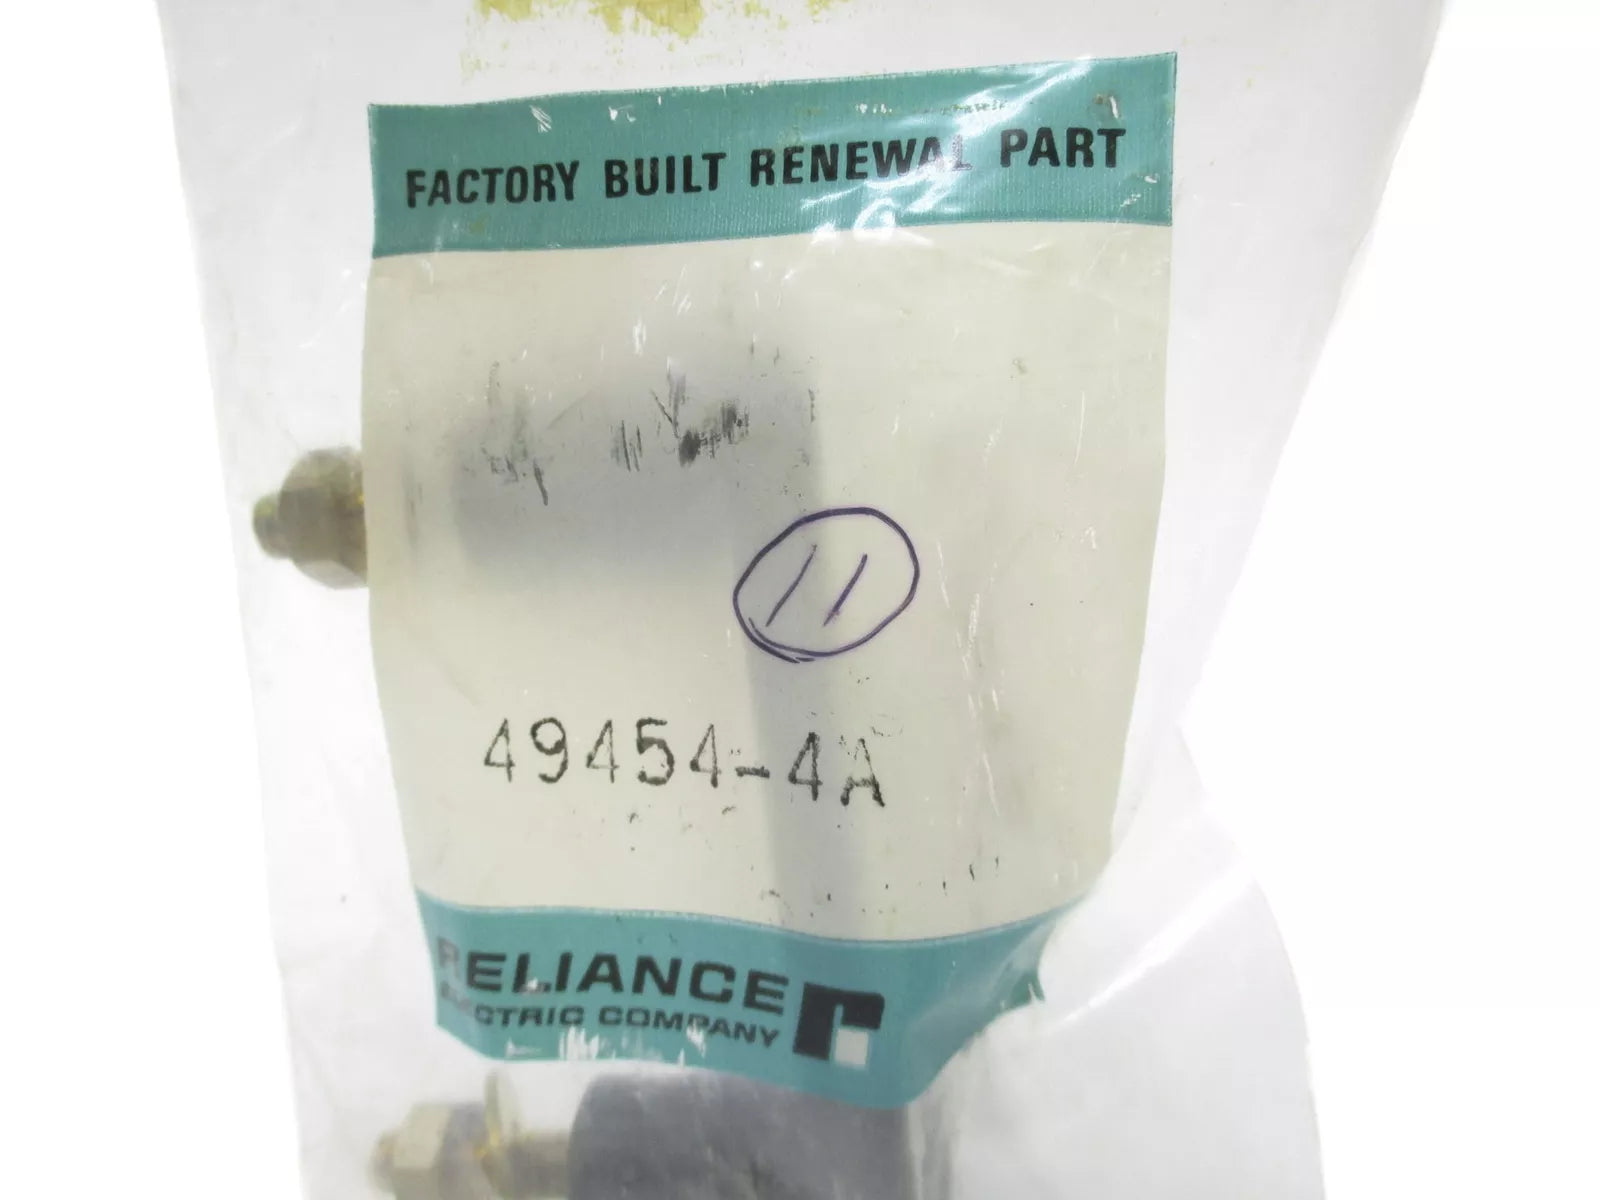 FACTORY BUILT RENEWAL PART
11
49454-4A
RELIANCE
ELECTRIC COMPANY